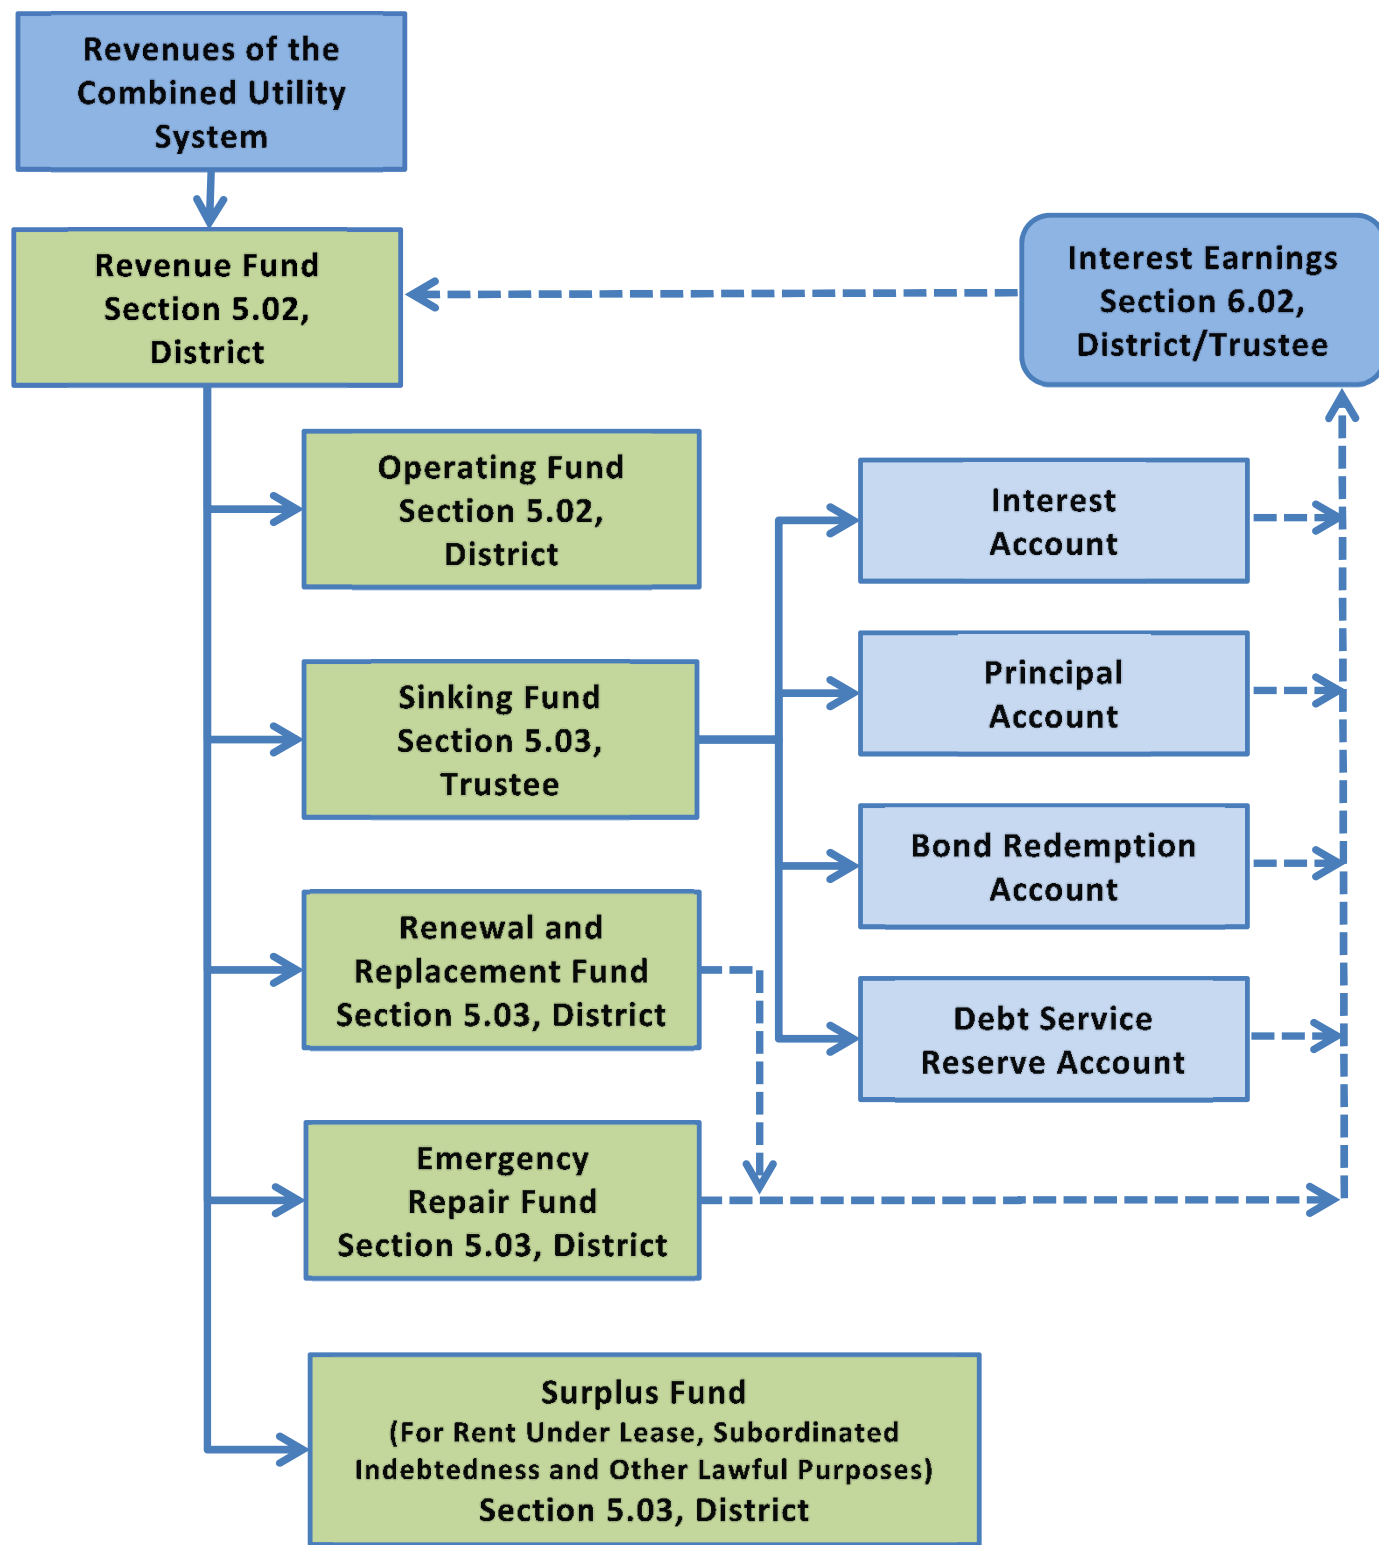 Revenues of the
Combined Utility
System
Revenue Fund
Section 5.02,
District
Interest Earnings
Section 6.02,
District/Trustee
Operating Fund
Section 5.02,
District
Interest
Account
Sinking Fund
Section 5.03,
Trustee
Principal
Account
Bond Redemption
Account
Renewal and
Replacement Fund
Section 5.03, District
Debt Service
Reserve Account
Emergency
Repair Fund
Section 5.03, District
Surplus Fund
(For Rent Under Lease, Subordinated
Indebtedness and Other Lawful Purposes)
Section 5.03, District